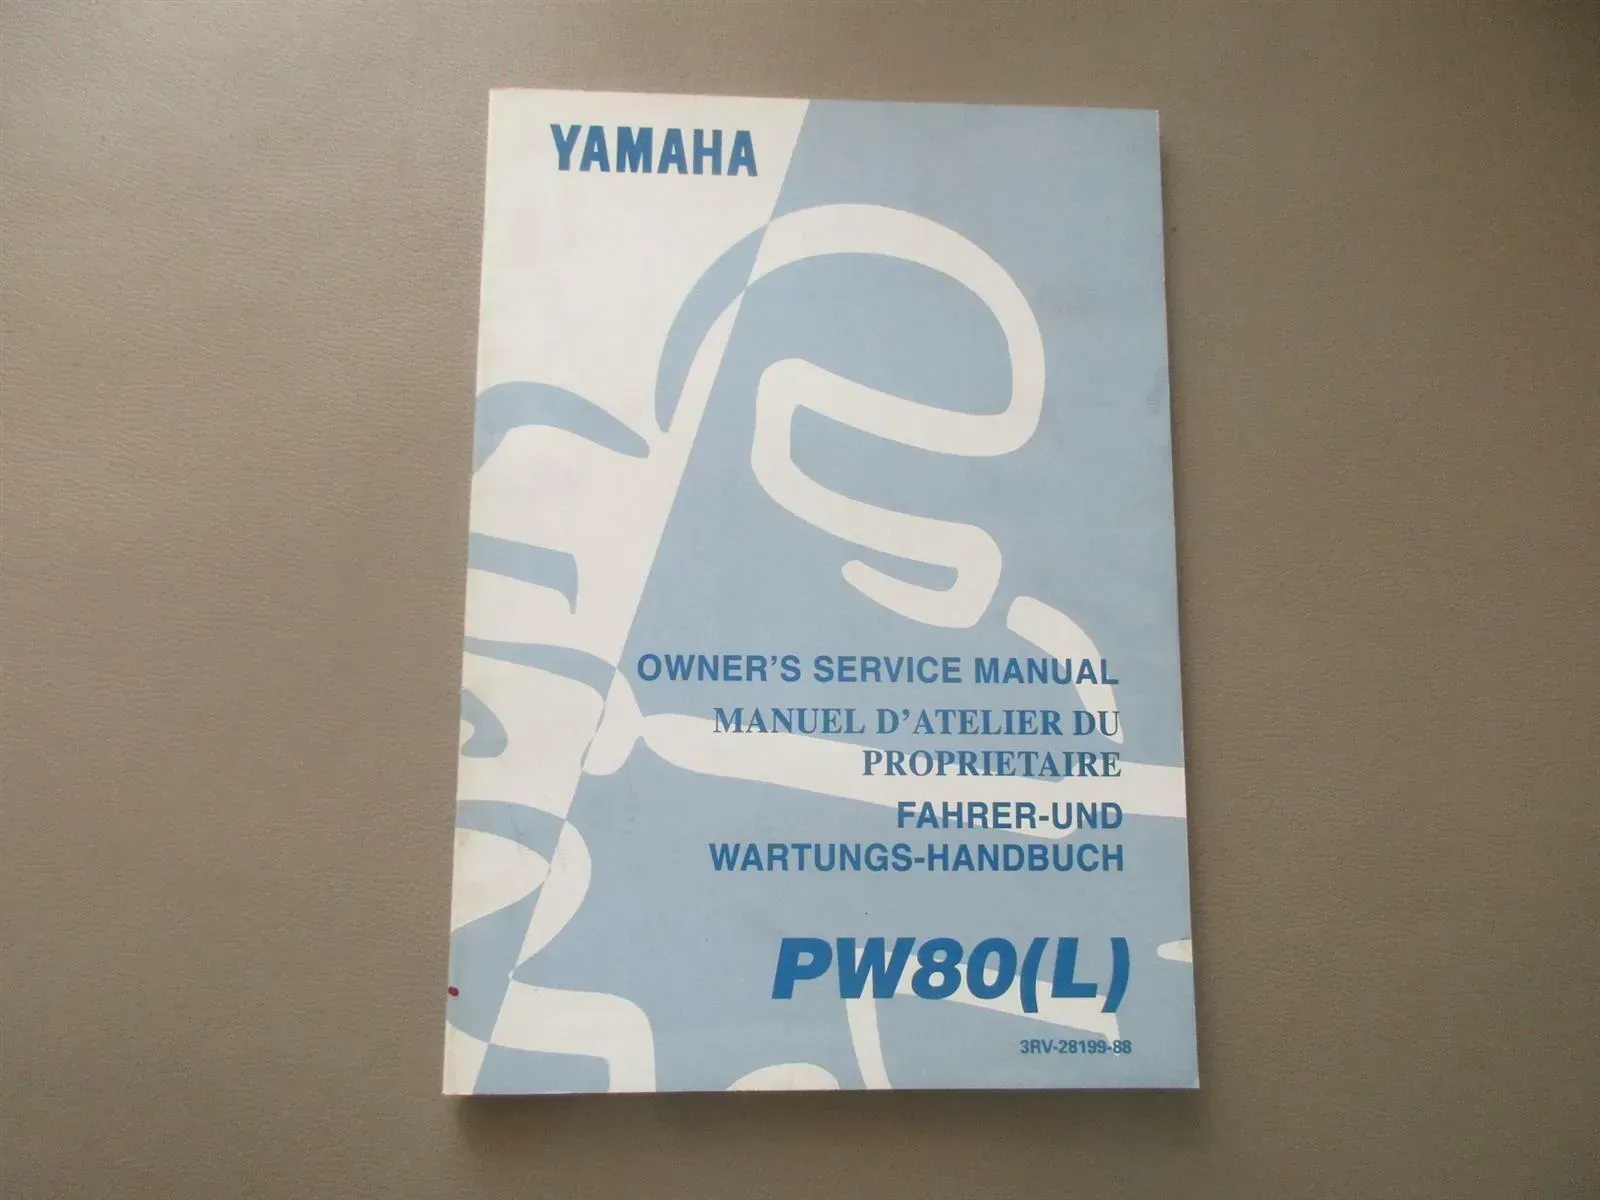 YAMAHA
OWNER'S SERVICE MANUAL
MANUEL D'ATELIER DU
PROPRIETAIRE
FAHRER-UND
WARTUNGS-HANDBUCH
PW80(L)
3RV-28199-88